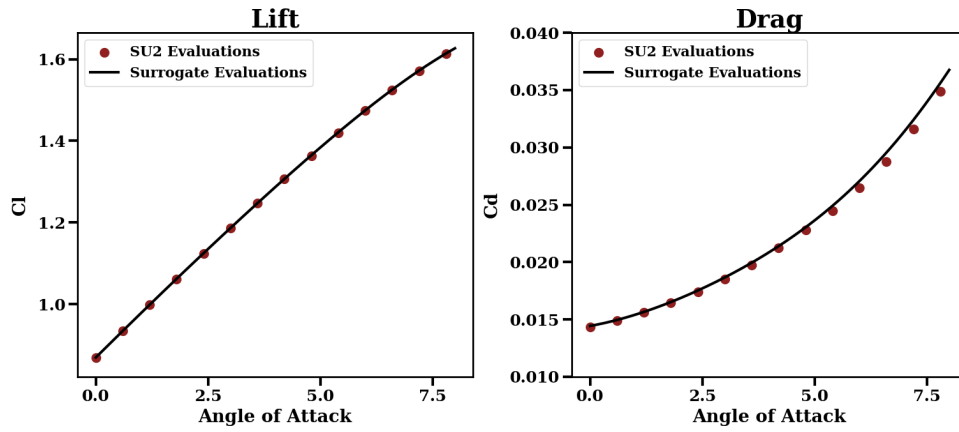 Lift
SU2 Evaluations
Surrogate Evaluations
1.6
1.4
1.2
1.0
Cl
0.0
2.5
5.0
7.5
Angle of Attack
Drag
SU2 Evaluations
Surrogate Evaluations
0.040
0.035
0.030
0.025
0.020
0.015
0.010
Cd
0.0
2.5
5.0
7.5
Angle of Attack